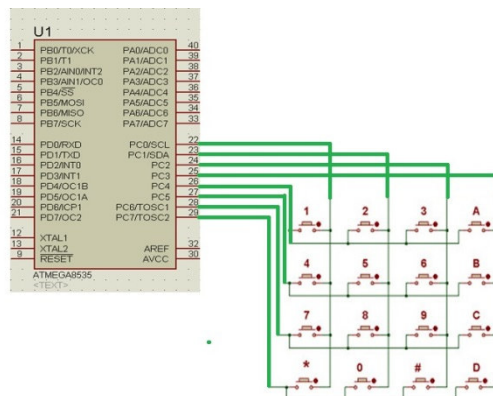 U1
1 PB0/T0/XCK PA0/ADC0 40
2 PB1/T1 PA1/ADC1 39
3 PB2/AIN0/INT2 PA2/ADC2 38
4 PB3/AIN1/OC0 PA3/ADC3 37
5 PB4/SS PA4/ADC4 36
6 PB5/MOSI PA5/ADC5 35
7 PB6/MISO PA6/ADC6 34
8 PB7/SCK PA7/ADC7 33
14 PD0/RXD PC0/SCL 22
15 PD1/TXD PC1/SDA 23
16 PD2/INT0 PC2 24
17 PD3/INT1 PC3 25
18 PD4/OC1B PC4 26
19 PD5/OC1A PC5 27
20 PD6/ICP1 PC6/TOSC1 28
21 PD7/OC2 PC7/TOSC2 29
12 XTAL1
13 XTAL2 AREF 32
9 RESET AVCC 30
ATMEGA8535
<TEXT>
1 2 3 A
4 5 6 B
7 8 9 C
* 0 # D